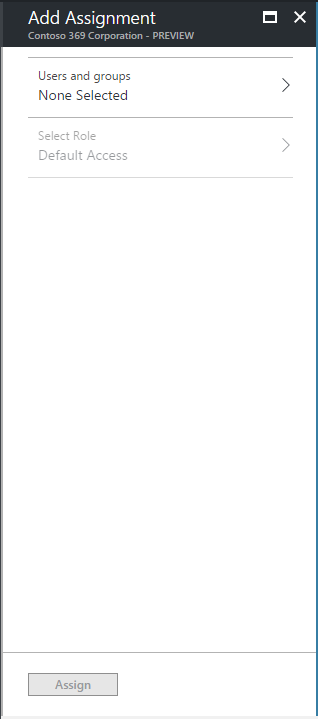 Add Assignment
Contoso 369 Corporation - PREVIEW
Users and groups
None Selected
Select Role
Default Access
Assign